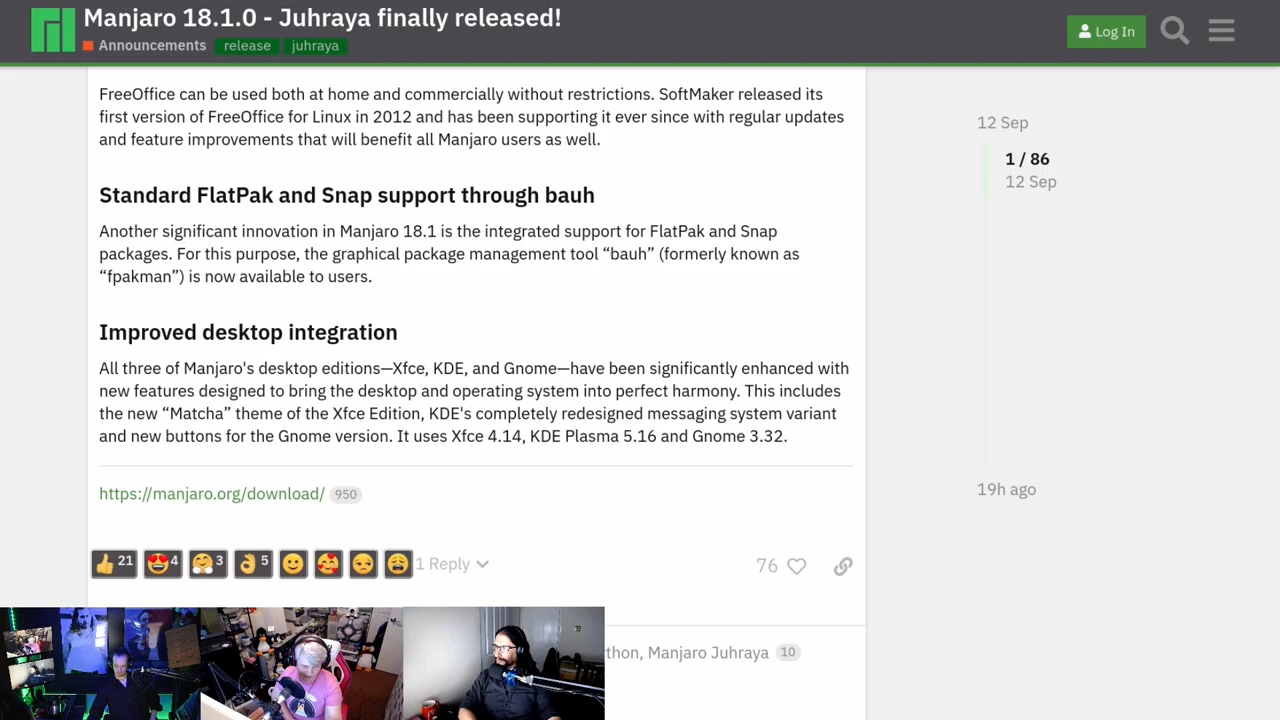 Manjaro 18.1.0 - Juhraya finally released!
Announcements release juhraya
Log In
FreeOffice can be used both at home and commercially without restrictions. SoftMaker released its
first version of FreeOffice for Linux in 2012 and has been supporting it ever since with regular updates
and feature improvements that will benefit all Manjaro users as well.
Standard FlatPak and Snap support through bauh
Another significant innovation in Manjaro 18.1 is the integrated support for FlatPak and Snap
packages. For this purpose, the graphical package management tool “bauh” (formerly known as
“fpakman”) is now available to users.
Improved desktop integration
All three of Manjaro's desktop editions—Xfce, KDE, and Gnome—have been significantly enhanced with
new features designed to bring the desktop and operating system into perfect harmony. This includes
the new “Matcha” theme of the Xfce Edition, KDE's completely redesigned messaging system variant
and new buttons for the Gnome version. It uses Xfce 4.14, KDE Plasma 5.16 and Gnome 3.32.
https://manjaro.org/download/ 950
21 4 3 5 1 Reply 76
thon, Manjaro Juhraya 10
12 Sep
1 / 86
12 Sep
19h ago